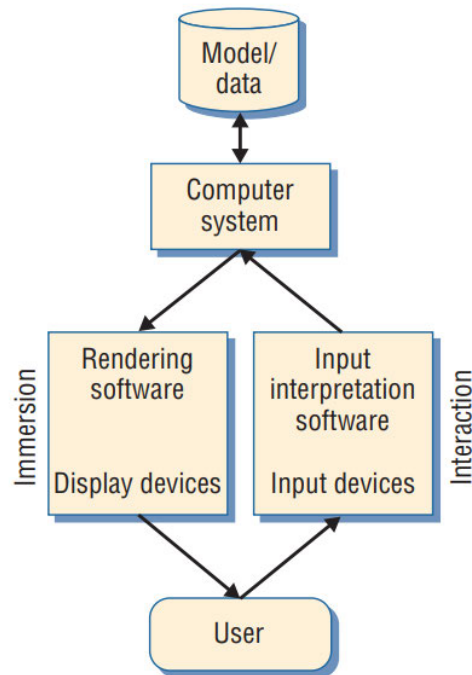 Model/
data
Computer
system
Immersion
Rendering
software
Display devices
Input
interpretation
software
Input devices
Interaction
User